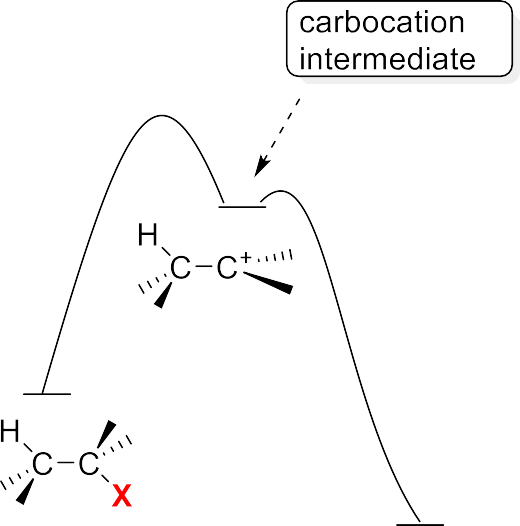 carbocation
intermediate
H
C – C+
H
C – C
X